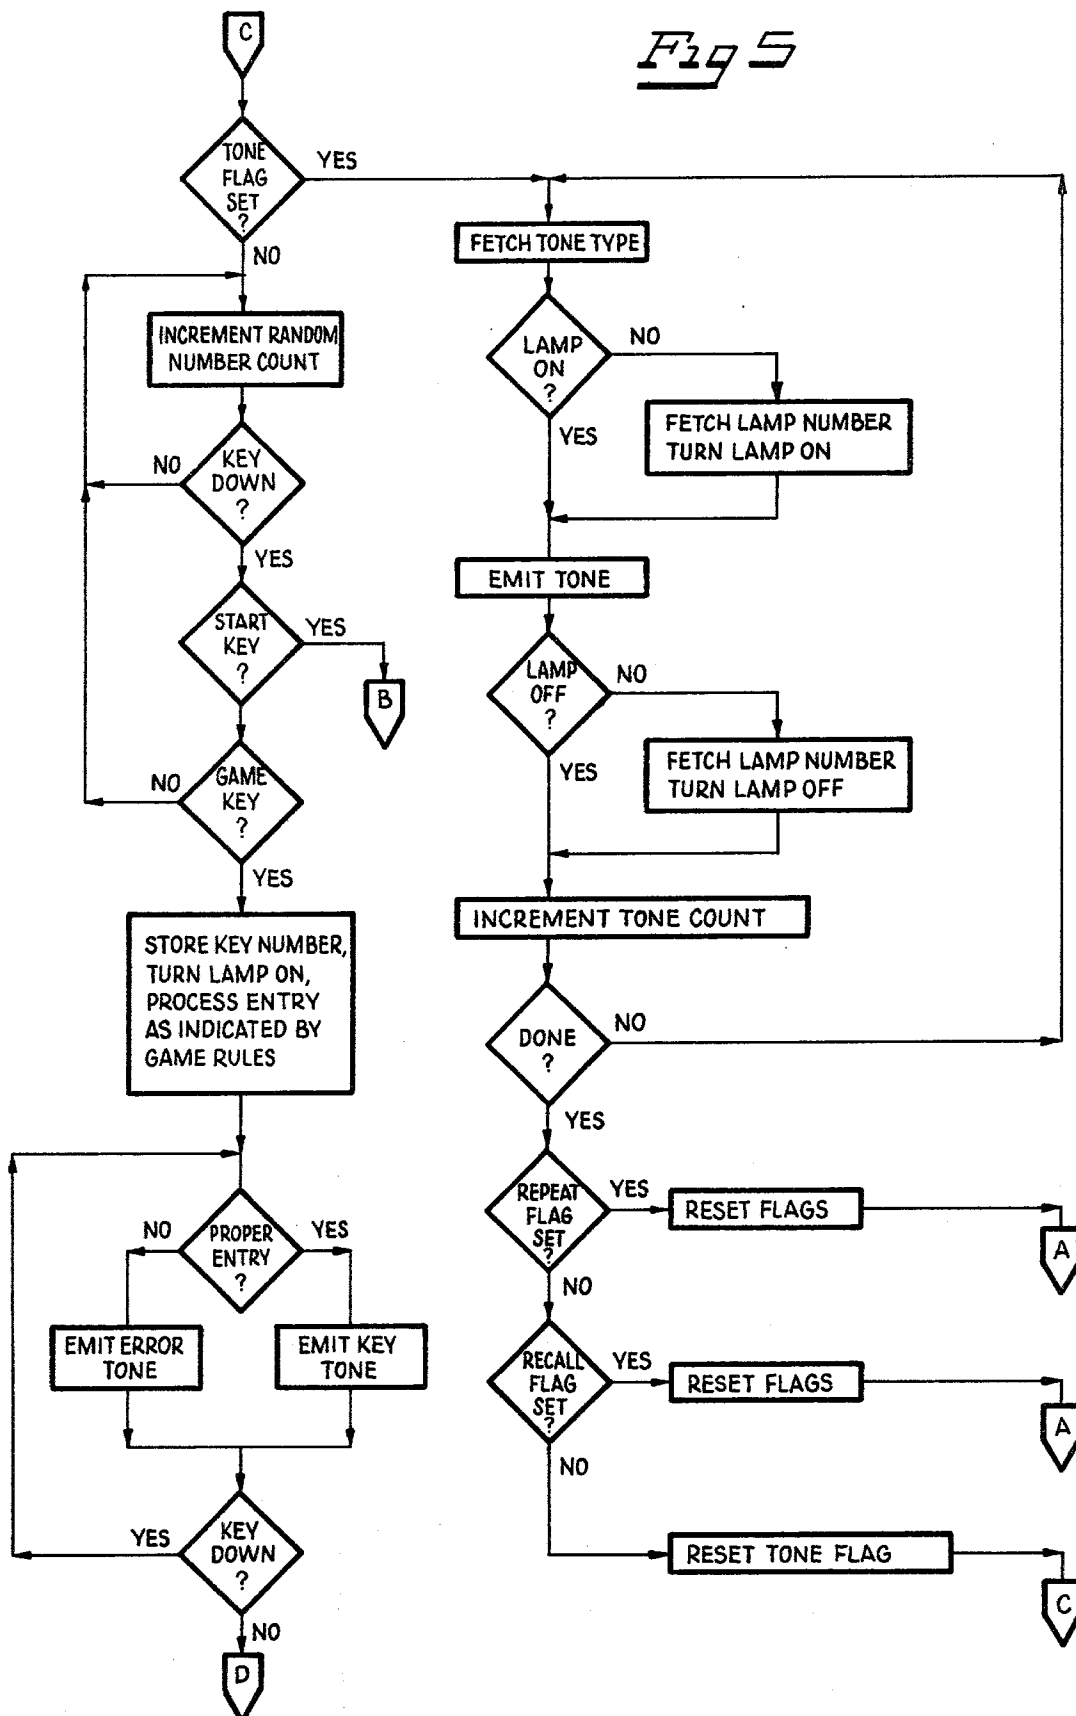 C
Fig 5
TONE
FLAG
SET
?
YES
NO
INCREMENT RANDOM
NUMBER COUNT
KEY
DOWN
?
NO
YES
START
KEY
?
YES
B
GAME
KEY
?
NO
YES
STORE KEY NUMBER,
TURN LAMP ON,
PROCESS ENTRY
AS INDICATED BY
GAME RULES
PROPER
ENTRY
?
NO
YES
EMIT ERROR
TONE
EMIT KEY
TONE
KEY
DOWN
?
YES
NO
D
FETCH TONE TYPE
LAMP
ON
?
NO
YES
FETCH LAMP NUMBER
TURN LAMP ON
EMIT TONE
LAMP
OFF
?
NO
YES
FETCH LAMP NUMBER
TURN LAMP OFF
INCREMENT TONE COUNT
DONE
?
NO
YES
REPEAT
FLAG
SET
?
YES
NO
RESET FLAGS
A
RECALL
FLAG
SET
?
YES
NO
RESET FLAGS
A
RESET TONE FLAG
C